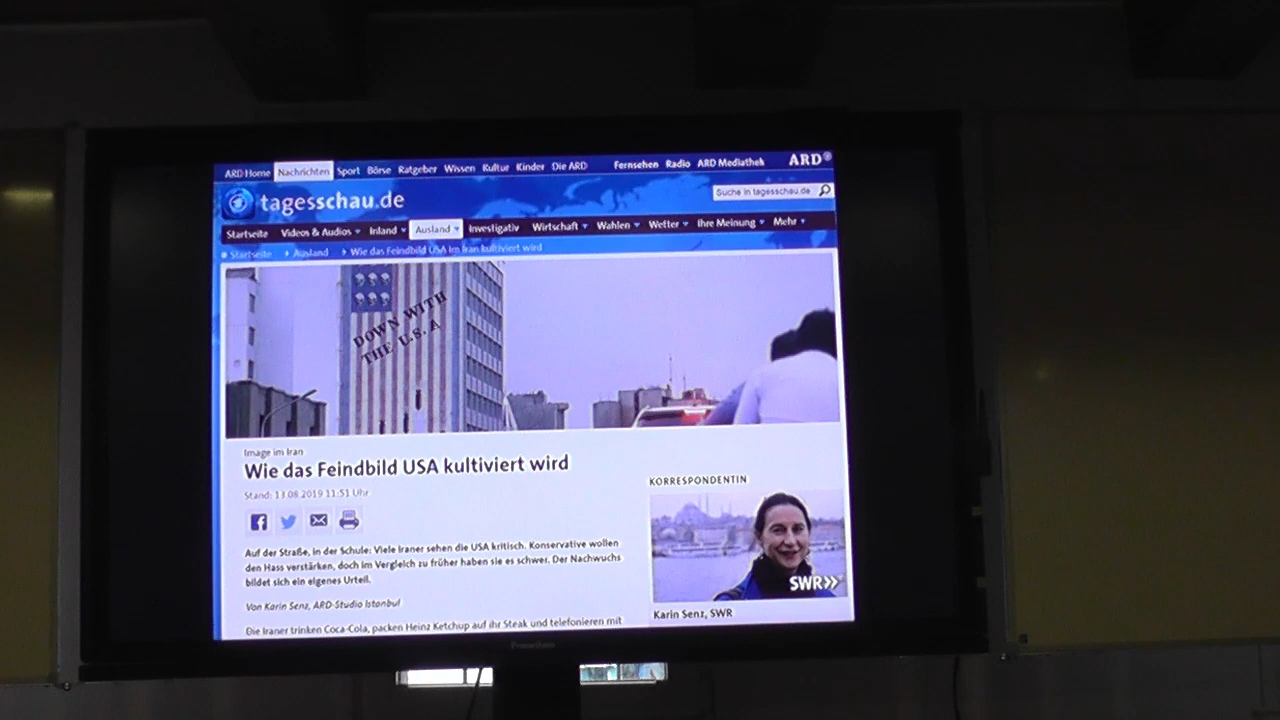 ARD Home Nachrichten Sport Börse Ratgeber Wissen Kultur Kinder Die ARD Fernsehen Radio ARD Mediathek ARD
tagesschau.de
Suche in tagesschau.de
Startseite Videos & Audios Inland Ausland Investigativ Wirtschaft Wahlen Wetter Ihre Meinung Mehr
Startseite Ausland Wie das Feindbild USA im Iran kultiviert wird
DOWN WITH
THE U.S.A
Image im Iran
Wie das Feindbild USA kultiviert wird
Stand: 13.08.2019 11:51 Uhr
Auf der Straße, in der Schule: Viele Iraner sehen die USA kritisch. Konservative wollen
den Hass verstärken, doch im Vergleich zu früher haben sie es schwer. Der Nachwuchs
bildet sich ein eigenes Urteil.
Von Karin Senz, ARD-Studio Istanbul
Die Iraner trinken Coca-Cola, packen Heinz Ketchup auf ihr Steak und telefonieren mit
KORRESPONDENTIN
SWR
Karin Senz, SWR
Promethean